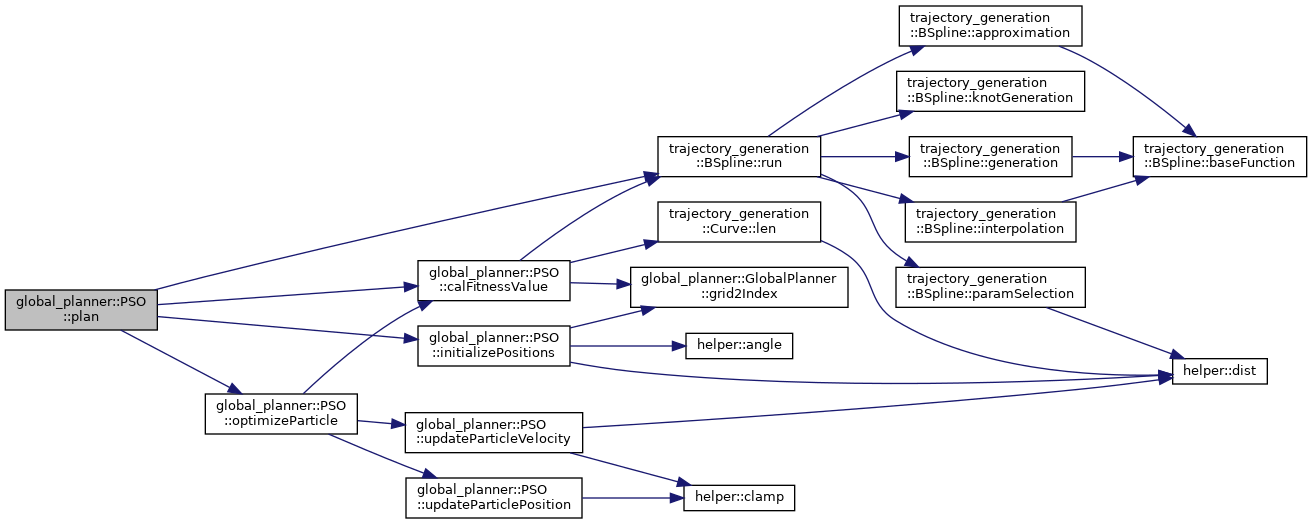 global_planner::PSO
::plan
global_planner::PSO
::optimizeParticle
global_planner::PSO
::calFitnessValue
global_planner::PSO
::initializePositions
global_planner::PSO
::updateParticleVelocity
global_planner::PSO
::updateParticlePosition
trajectory_generation
::BSpline::run
trajectory_generation
::Curve::len
global_planner::GlobalPlanner
::grid2Index
helper::angle
helper::clamp
trajectory_generation
::BSpline::approximation
trajectory_generation
::BSpline::knotGeneration
trajectory_generation
::BSpline::generation
trajectory_generation
::BSpline::interpolation
trajectory_generation
::BSpline::paramSelection
trajectory_generation
::BSpline::baseFunction
helper::dist